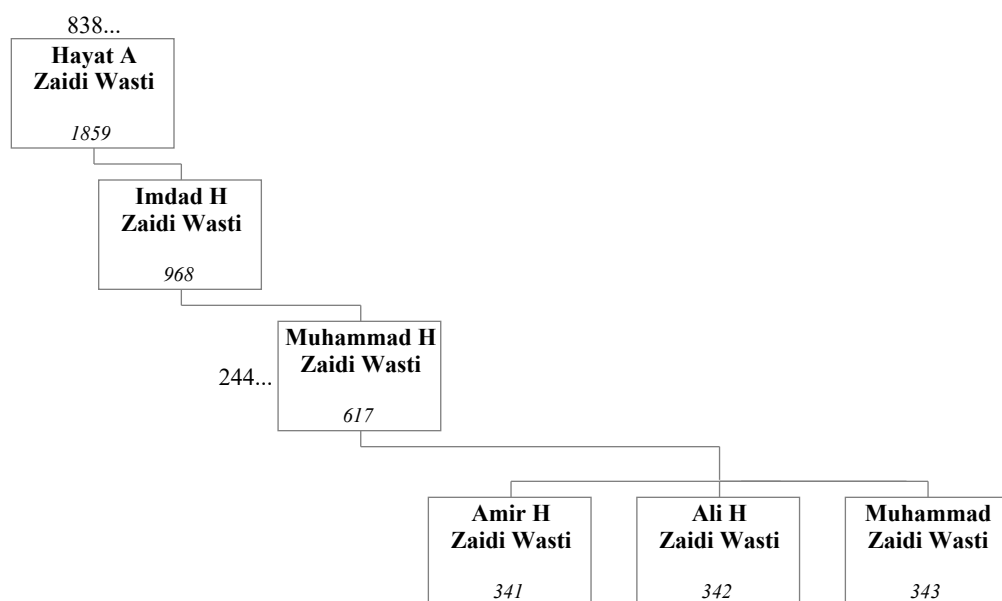 838...
Hayat A
Zaidi Wasti
1859
Imdad H
Zaidi Wasti
968
Muhammad H
Zaidi Wasti
244...
617
Amir H
Zaidi Wasti
341
Ali H
Zaidi Wasti
342
Muhammad
Zaidi Wasti
343